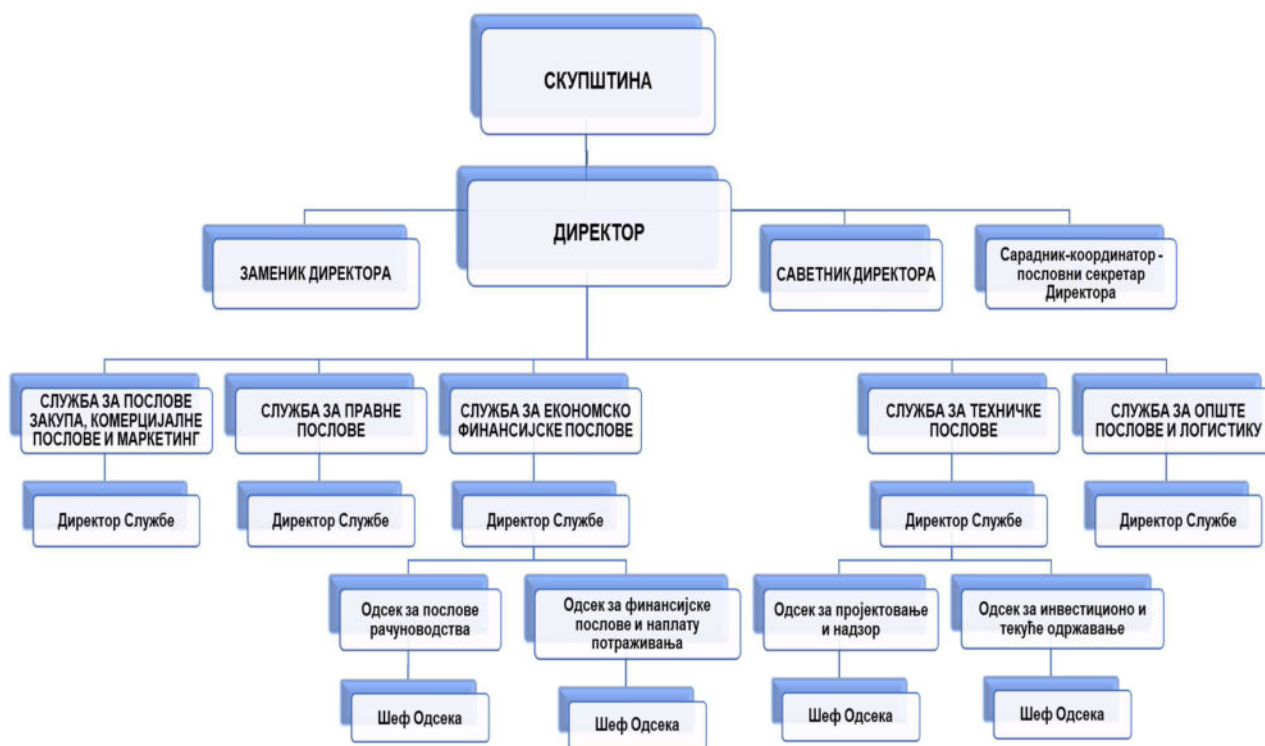 СКУПШТИНА
ДИРЕКТОР
ЗАМЕНИК ДИРЕКТОРА
САВЕТНИК ДИРЕКТОРА
Сарадник-координатор -
пословни секретар
Директора
СЛУЖБА ЗА ПОСЛОВЕ
ЗАКУПА, КОМЕРЦИЈАЛНЕ
ПОСЛОВЕ И МАРКЕТИНГ
СЛУЖБА ЗА ПРАВНЕ
ПОСЛОВЕ
СЛУЖБА ЗА ЕКОНОМСКО
ФИНАНСИЈСКЕ ПОСЛОВЕ
СЛУЖБА ЗА ТЕХНИЧКЕ
ПОСЛОВЕ
СЛУЖБА ЗА ОПШТЕ
ПОСЛОВЕ И ЛОГИСТИКУ
Директор Службе
Директор Службе
Директор Службе
Директор Службе
Директор Службе
Одсек за послове
рачуноводства
Одсек за финансијске
послове и наплату
потраживања
Одсек за пројектовање
и надзор
Одсек за инвестиционо и
текуће одржавање
Шеф Одсека
Шеф Одсека
Шеф Одсека
Шеф Одсека